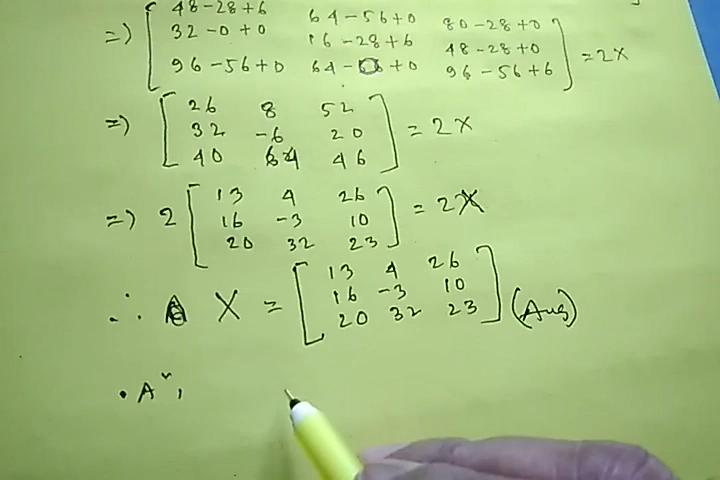 => [ 48-28+6 64-56+0 80-28+0
32-0+0 16-28+6 48-28+0
96-56+0 64-0+0 96-56+6 ] = 2X
=> [ 26 8 52
32 -6 20
40 64 46 ] = 2X
=> 2 [ 13 4 26
16 -3 10
20 32 23 ] = 2X
∴ X = [ 13 4 26
16 -3 10
20 32 23 ] (Ans)
• A² ,